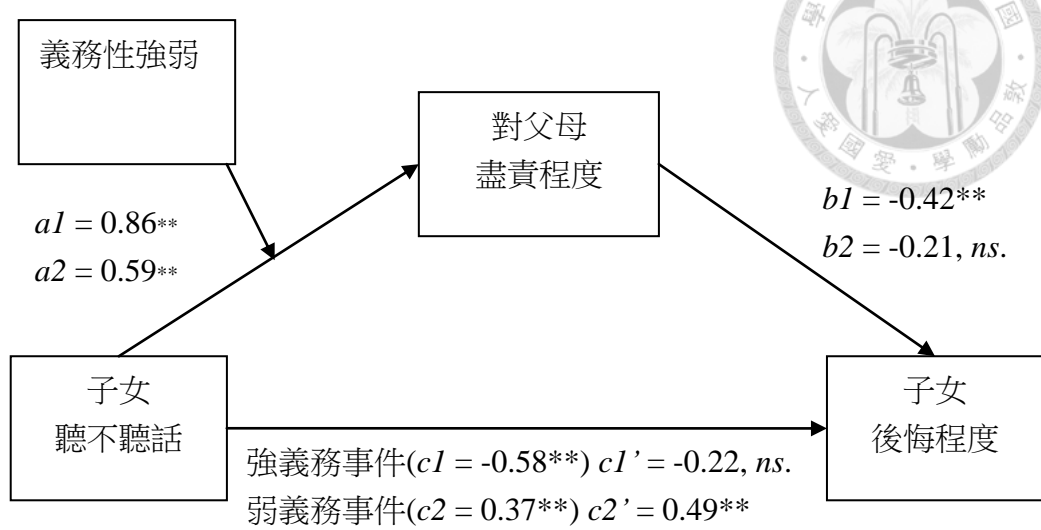 義務性強弱
對父母
盡責程度
a1 = 0.86**
a2 = 0.59**
b1 = -0.42**
b2 = -0.21, ns.
子女
聽不聽話
子女
後悔程度
強義務事件(c1 = -0.58**) c1’ = -0.22, ns.
弱義務事件(c2 = 0.37**) c2’ = 0.49**